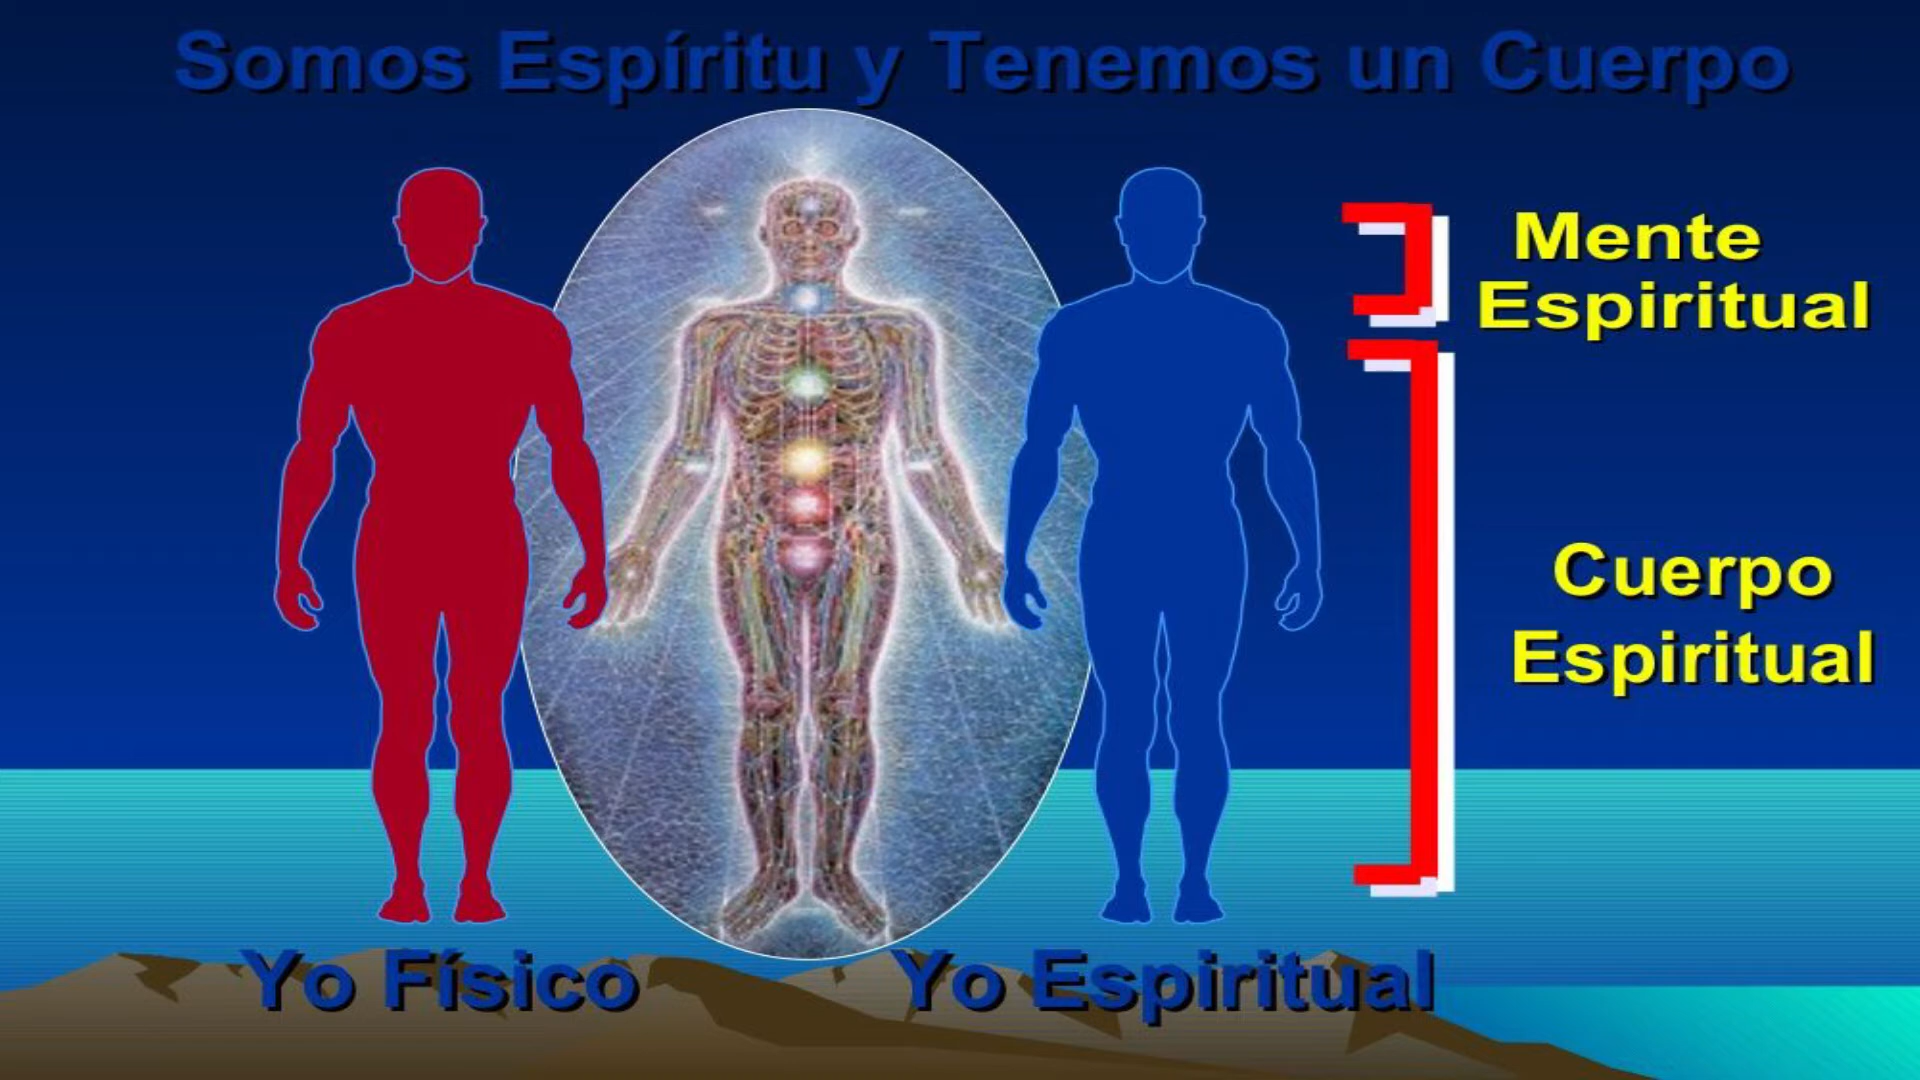 Somos Espíritu y Tenemos un Cuerpo
Mente
Espiritual
Cuerpo
Espiritual
Yo Físico
Yo Espiritual